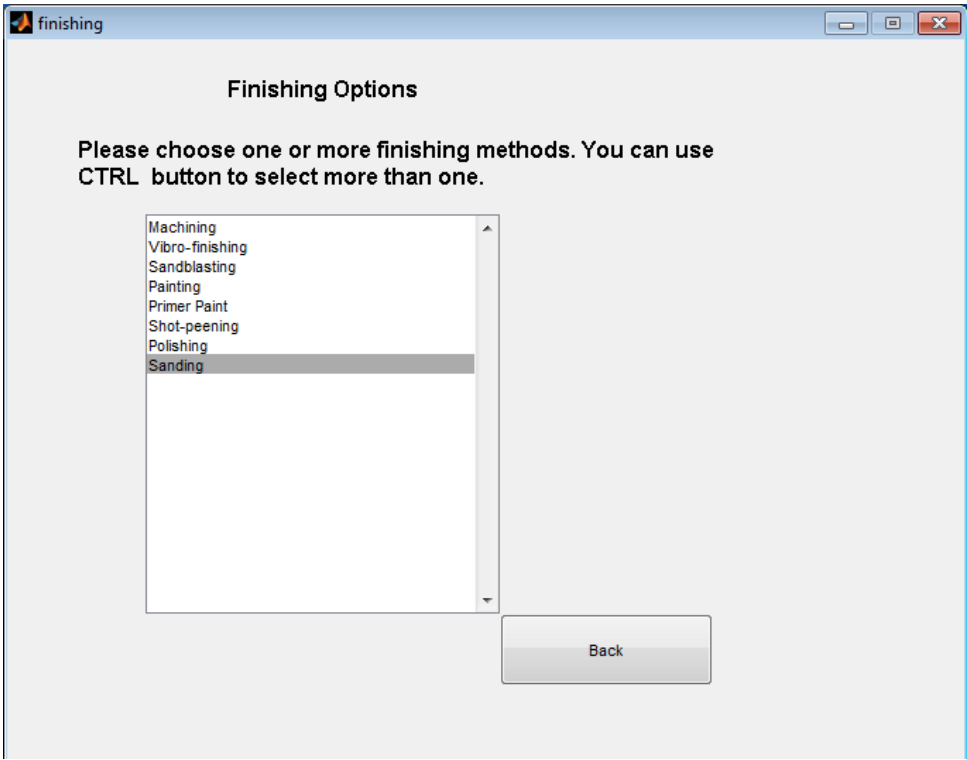 finishing
Finishing Options
Please choose one or more finishing methods. You can use
CTRL  button to select more than one.
Machining
Vibro-finishing
Sandblasting
Painting
Primer Paint
Shot-peening
Polishing
Sanding
Back